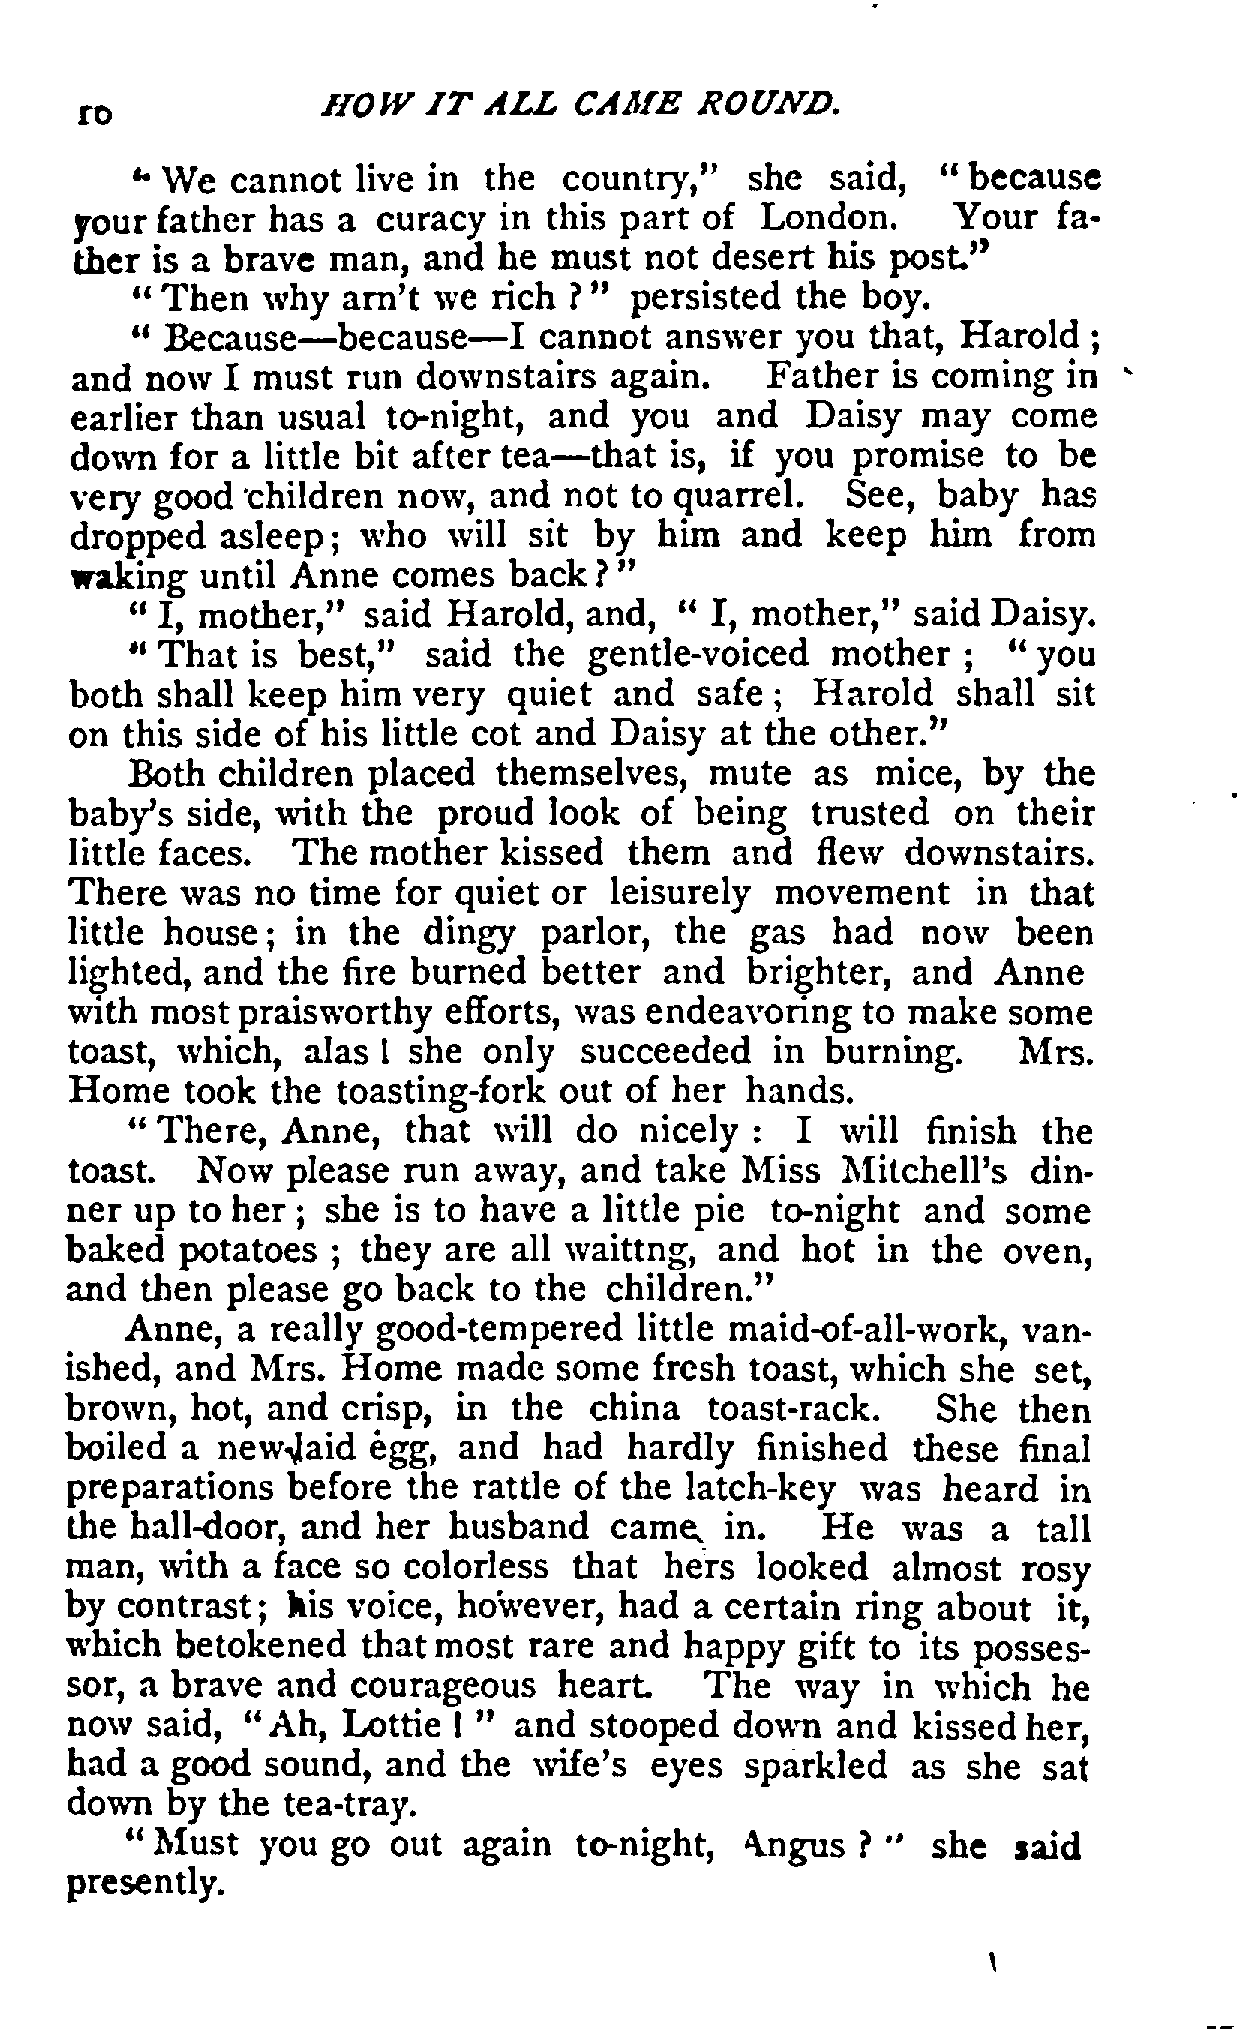 10 HOW IT ALL CAME ROUND.
"We cannot live in the country," she said, "because
your father has a curacy in this part of London. Your fa-
ther is a brave man, and he must not desert his post."
"Then why arn't we rich?" persisted the boy.
"Because—because—I cannot answer you that, Harold;
and now I must run downstairs again. Father is coming in
earlier than usual to-night, and you and Daisy may come
down for a little bit after tea—that is, if you promise to be
very good children now, and not to quarrel. See, baby has
dropped asleep; who will sit by him and keep him from
waking until Anne comes back?"
"I, mother," said Harold, and, "I, mother," said Daisy.
"That is best," said the gentle-voiced mother; "you
both shall keep him very quiet and safe; Harold shall sit
on this side of his little cot and Daisy at the other."
Both children placed themselves, mute as mice, by the
baby's side, with the proud look of being trusted on their
little faces. The mother kissed them and flew downstairs.
There was no time for quiet or leisurely movement in that
little house; in the dingy parlor, the gas had now been
lighted, and the fire burned better and brighter, and Anne
with most praisworthy efforts, was endeavoring to make some
toast, which, alas! she only succeeded in burning. Mrs.
Home took the toasting-fork out of her hands.
"There, Anne, that will do nicely: I will finish the
toast. Now please run away, and take Miss Mitchell's din-
ner up to her; she is to have a little pie to-night and some
baked potatoes; they are all waittng, and hot in the oven,
and then please go back to the children."
Anne, a really good-tempered little maid-of-all-work, van-
ished, and Mrs. Home made some fresh toast, which she set,
brown, hot, and crisp, in the china toast-rack. She then
boiled a new-laid egg, and had hardly finished these final
preparations before the rattle of the latch-key was heard in
the hall-door, and her husband came in. He was a tall
man, with a face so colorless that hers looked almost rosy
by contrast; his voice, however, had a certain ring about it,
which betokened that most rare and happy gift to its posses-
sor, a brave and courageous heart. The way in which he
now said, "Ah, Lottie!" and stooped down and kissed her,
had a good sound, and the wife's eyes sparkled as she sat
down by the tea-tray.
"Must you go out again to-night, Angus?" she said
presently.